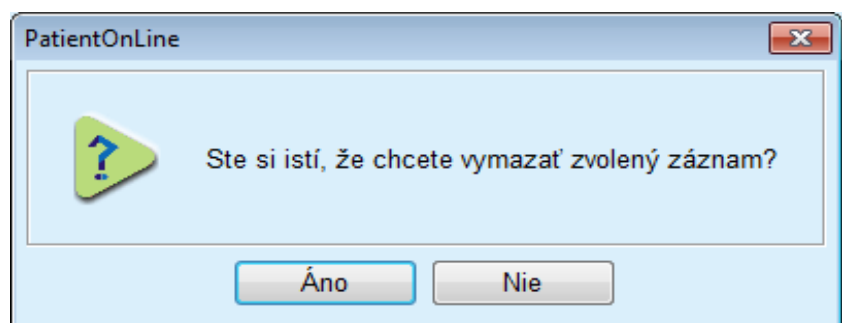 PatientOnLine
Ste si istí, že chcete vymazať zvolený záznam?
Áno
Nie